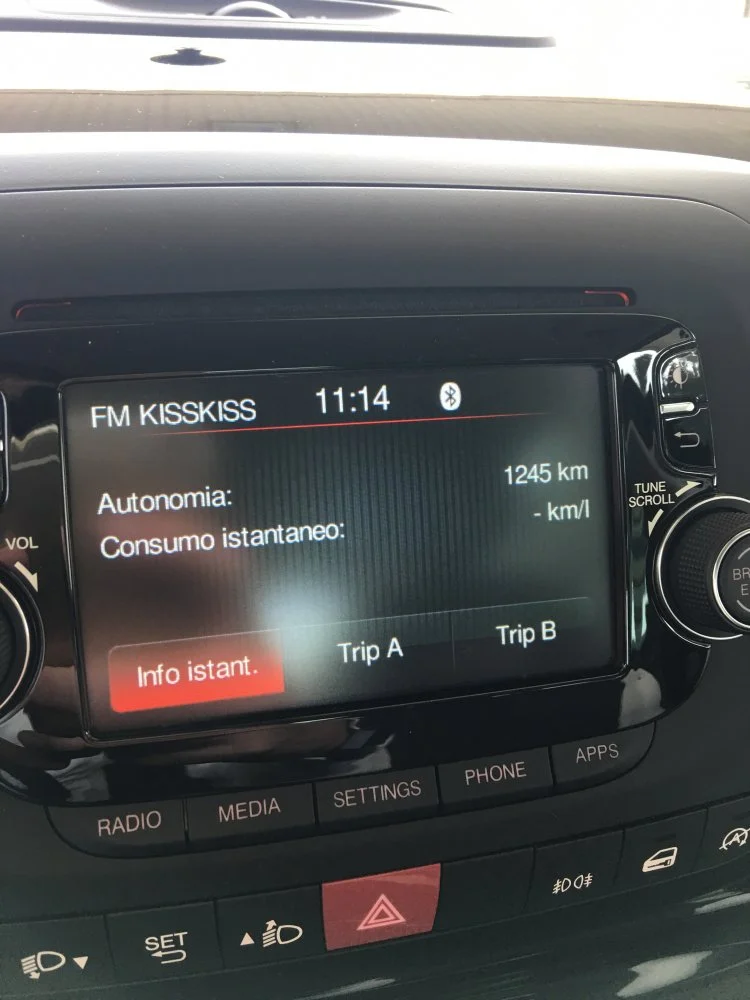 FM KISSKISS 11:14
Autonomia: 1245 km
Consumo istantaneo: - km/l
Info istant. Trip A Trip B
VOL
TUNE
SCROLL
RADIO MEDIA SETTINGS PHONE APPS
SET